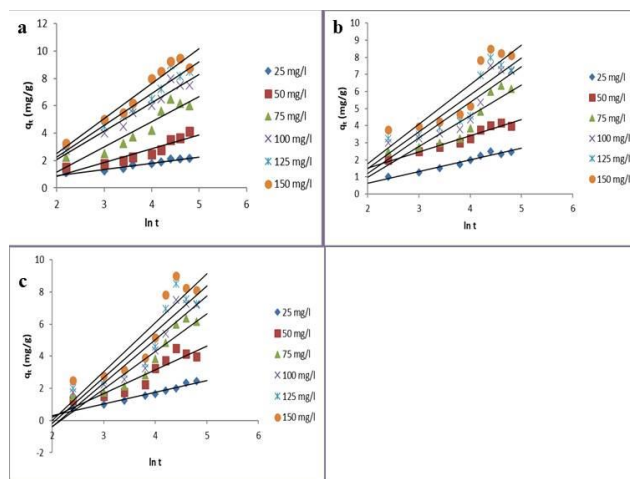 a
12
10
8
6
4
2
0
2 3 4 5 6
qt (mg/g)
ln t
25 mg/l
50 mg/l
75 mg/l
100 mg/l
125 mg/l
150 mg/l
b
10
9
8
7
6
5
4
3
2
1
0
2 3 4 5 6
qt (mg/g)
ln t
25 mg/l
50 mg/l
75 mg/l
100 mg/l
125 mg/l
150 mg/l
c
10
8
6
4
2
0
-2
2 3 4 5 6
qt (mg/g)
ln t
25 mg/l
50 mg/l
75 mg/l
100 mg/l
125 mg/l
150 mg/l